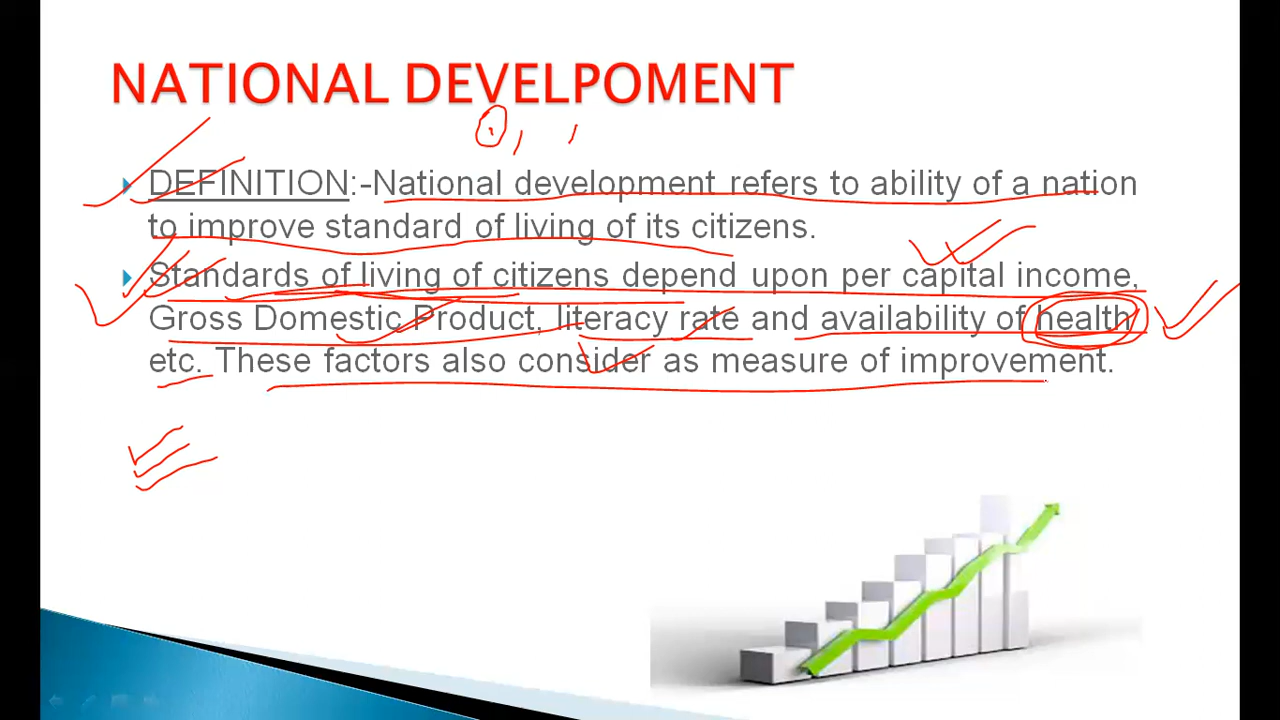 NATIONAL DEVELPOMENT
DEFINITION:-National development refers to ability of a nation
to improve standard of living of its citizens.
Standards of living of citizens depend upon per capital income,
Gross Domestic Product, literacy rate and availability of health
etc. These factors also consider as measure of improvement.